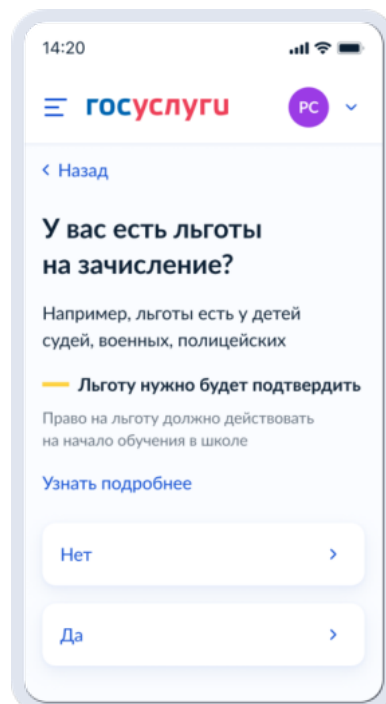 14:20
госуслуги
РС
Назад
У вас есть льготы
на зачисление?
Например, льготы есть у детей
судей, военных, полицейских
Льготу нужно будет подтвердить
Право на льготу должно действовать
на начало обучения в школе
Узнать подробнее
Нет
Да